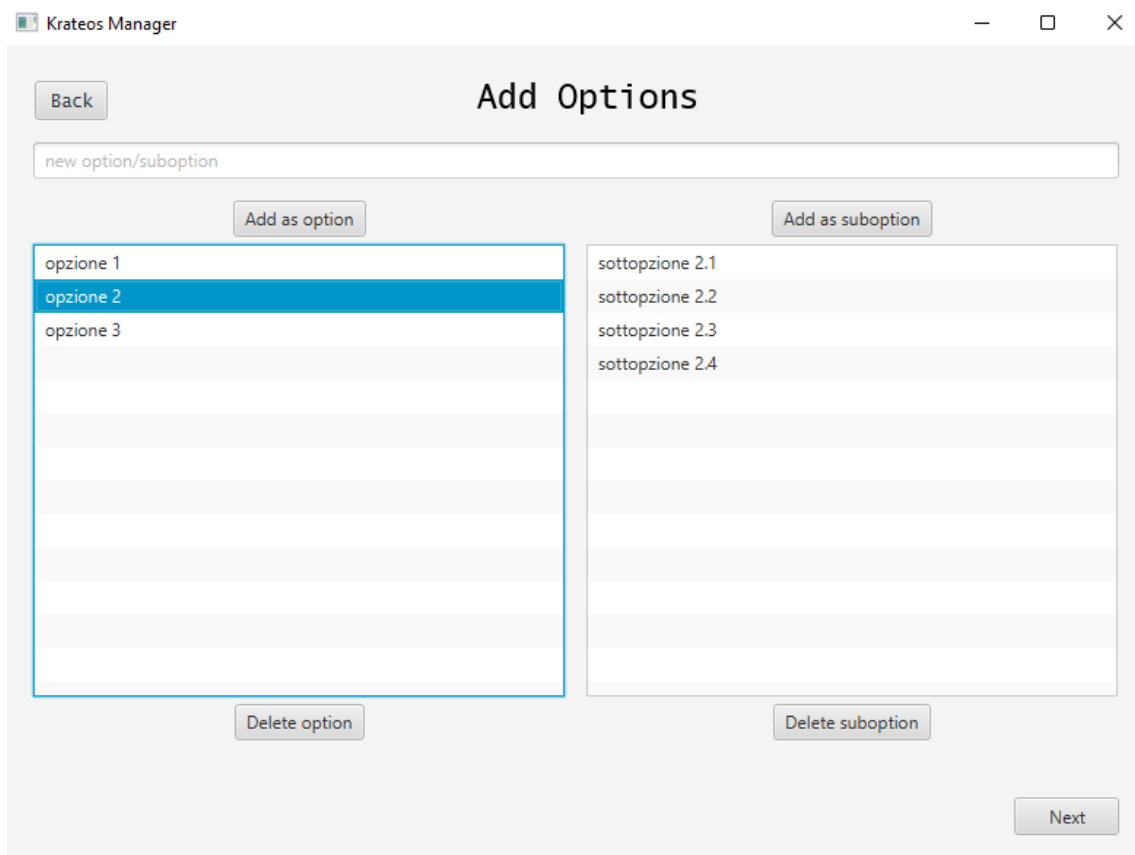 Krateos Manager
Back
Add Options
new option/suboption
Add as option
Add as suboption
opzione 1
opzione 2
opzione 3
sottopzione 2.1
sottopzione 2.2
sottopzione 2.3
sottopzione 2.4
Delete option
Delete suboption
Next